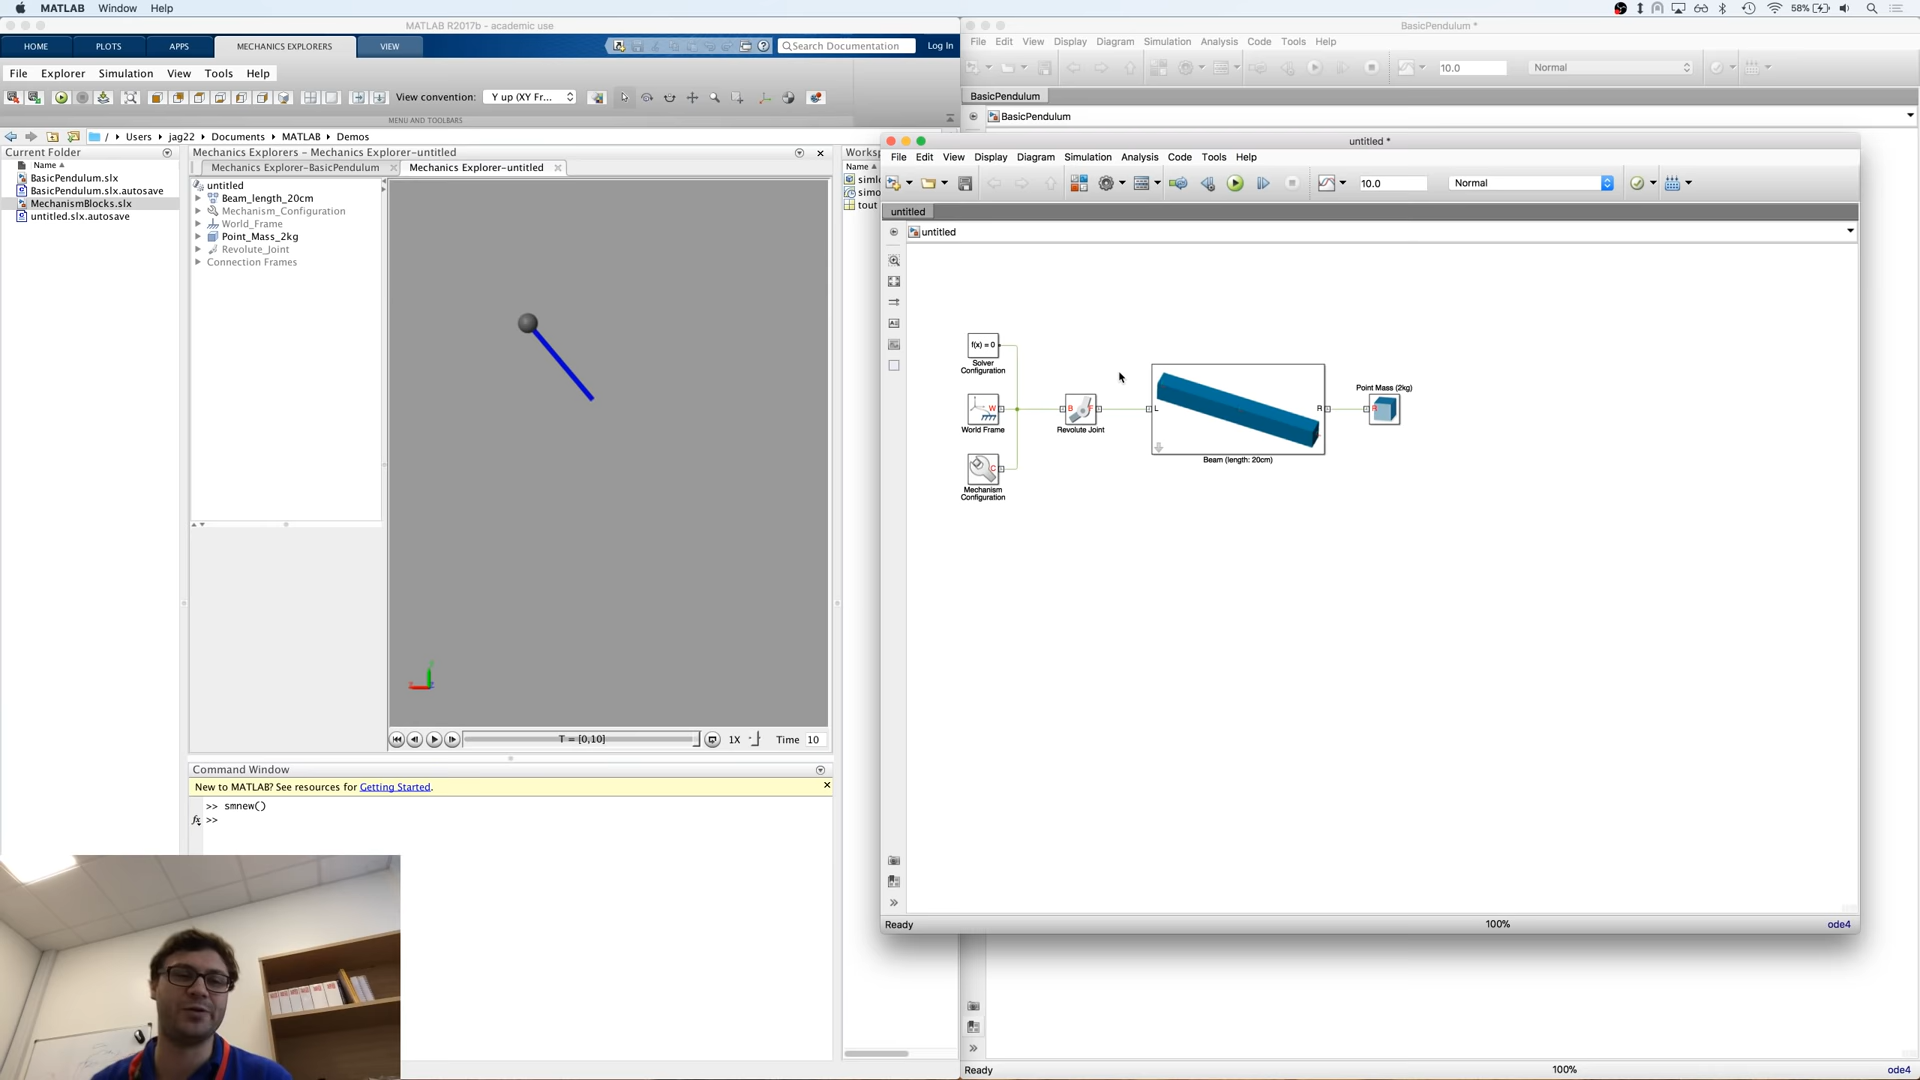 MATLAB Window Help
58%
MATLAB R2017b - academic use
HOME PLOTS APPS MECHANICS EXPLORERS VIEW
Search Documentation Log In
File Explorer Simulation View Tools Help
View convention: Y up (XY Fr...
MENU AND TOOLBARS
/ Users jag22 Documents MATLAB Demos
Current Folder
Name
BasicPendulum.slx
BasicPendulum.slx.autosave
MechanismBlocks.slx
untitled.slx.autosave
Mechanics Explorers - Mechanics Explorer-untitled
Mechanics Explorer-BasicPendulum
Mechanics Explorer-untitled
untitled
Beam_length_20cm
Mechanism_Configuration
World_Frame
Point_Mass_2kg
Revolute_Joint
Connection Frames
T = [0,10]
1X
Time 10
Command Window
New to MATLAB? See resources for Getting Started.
>> smnew()
fx >>
Worksp
Name
simlo
simo
tout
BasicPendulum *
File Edit View Display Diagram Simulation Analysis Code Tools Help
10.0
Normal
BasicPendulum
BasicPendulum
untitled *
File Edit View Display Diagram Simulation Analysis Code Tools Help
10.0
Normal
untitled
untitled
f(x) = 0
Solver
Configuration
W
World Frame
C
Mechanism
Configuration
B F
Revolute Joint
L
R
Beam (length: 20cm)
Point Mass (2kg)
R
Ready
100%
ode4
Ready
100%
ode4